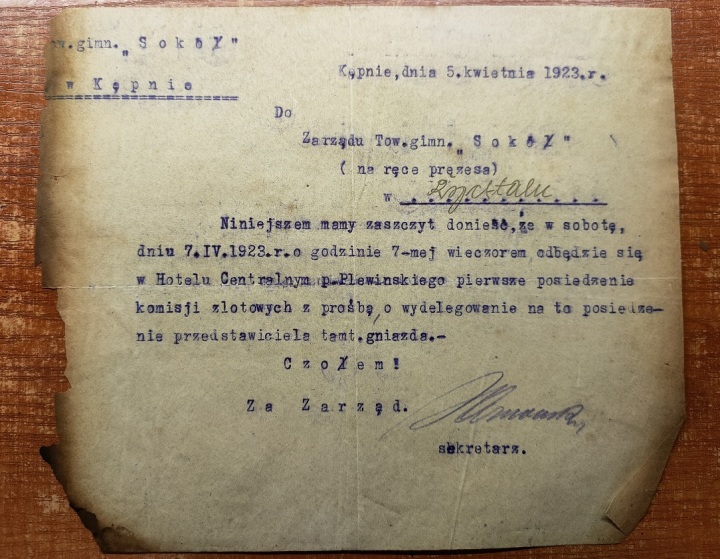 ow.gimn. „Sokół"
w Kępnie
Kępnie,dnia 5.kwietnia 1923.r.
Do
Zarządu Tow.gimn. „Sokół"
( na ręce prezesa)
w Rychtalu
Niniejszem mamy zaszczyt donieść,że w sobotę,
dniu 7.IV.1923.r.o godzinie 7-mej wieczorem odbędzie się
w Hotelu Centralnym p.Plewinskiego pierwsze posiedzenie
komisji zlotowych z prośbą,o wydelegowanie na to posiedze-
nie przedstawiciela tamt.gniazda.-
Czołem!
Za Zarząd.
sekretarz.